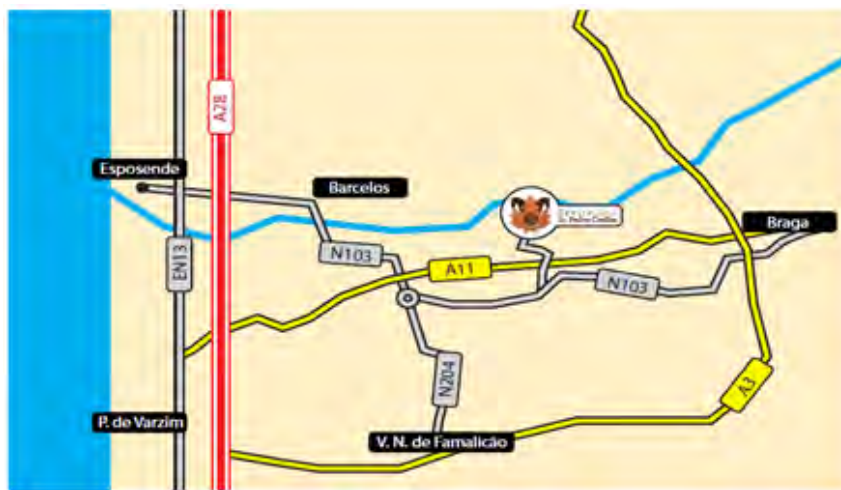 A28
Esposende
Barcelos
Braga
EN13
N103
A11
N103
N204
A3
P. de Varzim
V. N. de Famalicão